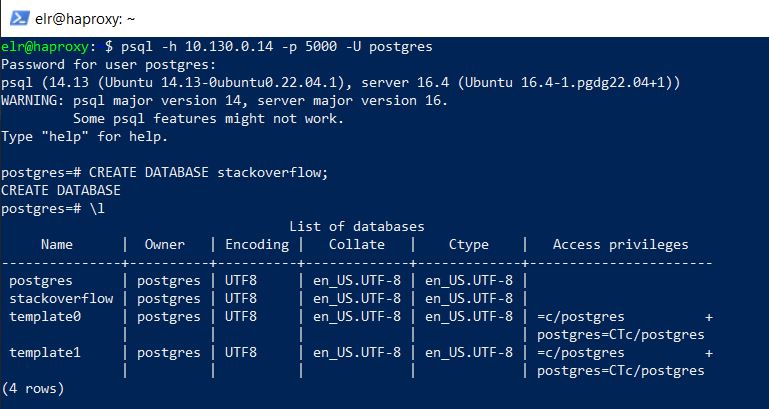 elr@haproxy: ~
elr@haproxy: $ psql -h 10.130.0.14 -p 5000 -U postgres
Password for user postgres:
psql (14.13 (Ubuntu 14.13-0ubuntu0.22.04.1), server 16.4 (Ubuntu 16.4-1.pgdg22.04+1))
WARNING: psql major version 14, server major version 16.
         Some psql features might not work.
Type "help" for help.

postgres=# CREATE DATABASE stackoverflow;
CREATE DATABASE
postgres=# \l
                                  List of databases
     Name      |  Owner   | Encoding |   Collate   |    Ctype    |   Access privileges
---------------+----------+----------+-------------+-------------+-----------------------
 postgres      | postgres | UTF8     | en_US.UTF-8 | en_US.UTF-8 |
 stackoverflow | postgres | UTF8     | en_US.UTF-8 | en_US.UTF-8 |
 template0     | postgres | UTF8     | en_US.UTF-8 | en_US.UTF-8 | =c/postgres          +
               |          |          |             |             | postgres=CTc/postgres
 template1     | postgres | UTF8     | en_US.UTF-8 | en_US.UTF-8 | =c/postgres          +
               |          |          |             |             | postgres=CTc/postgres
(4 rows)